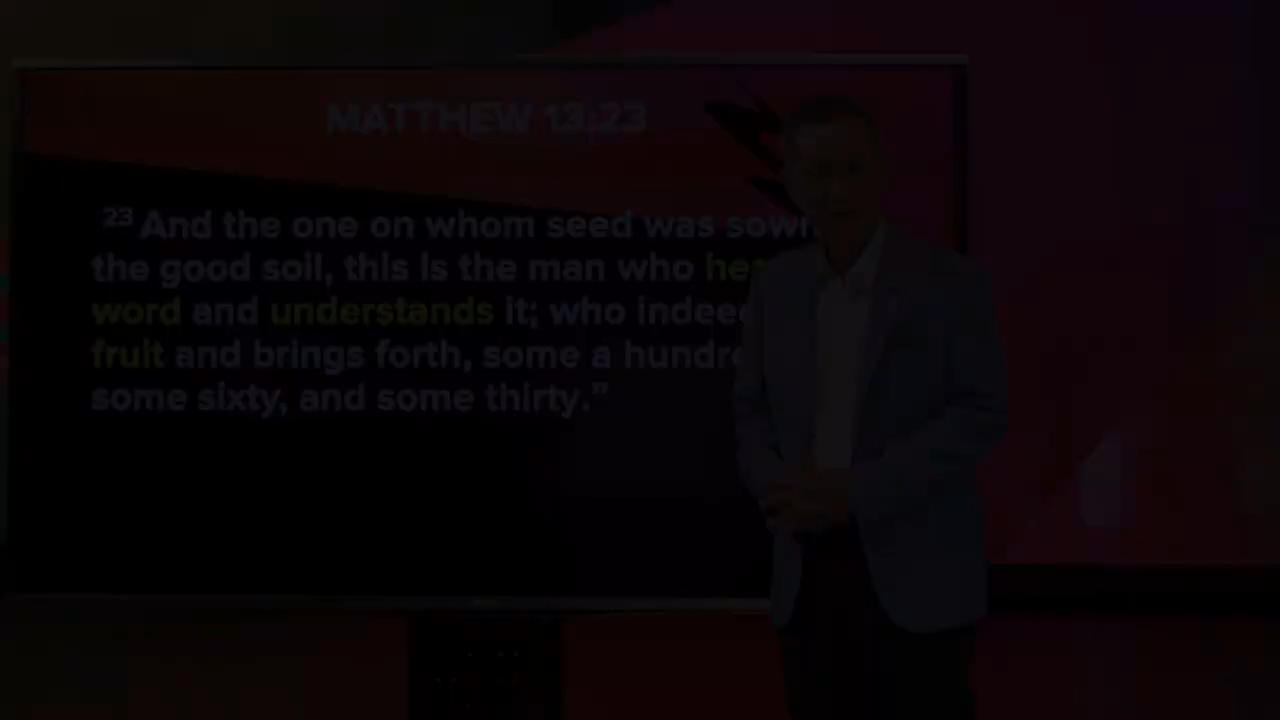 MATTHEW 13:23
23 And the one on whom seed was sown
the good soil, this is the man who
word and understands it; who
fruit and brings forth, some a
some sixty, and some thirty.”